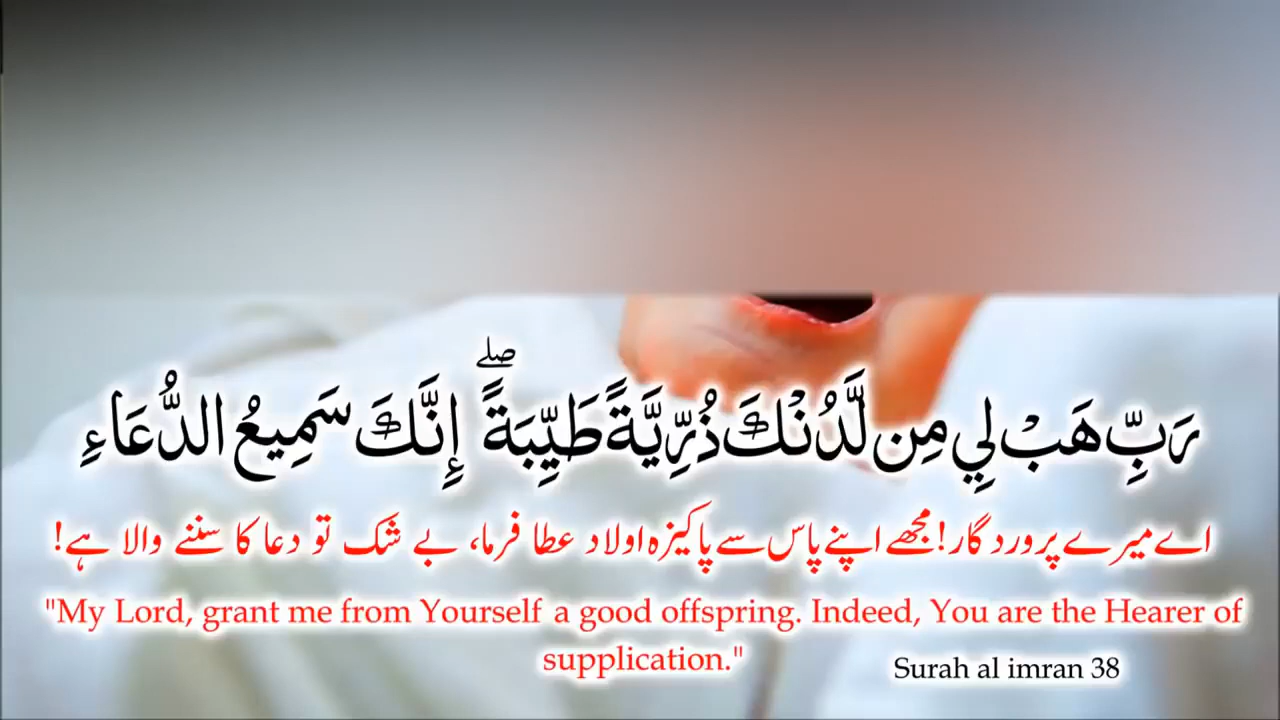 رَبِّ هَبْ لِي مِن لَّدُنْكَ ذُرِّيَّةً طَيِّبَةً ۖ إِنَّكَ سَمِيعُ الدُّعَاءِ
اے میرے پروردگار! مجھے اپنے پاس سے پاکیزہ اولاد عطا فرما، بے شک تو دعا کا سننے والا ہے!
"My Lord, grant me from Yourself a good offspring. Indeed, You are the Hearer of
supplication."
Surah al imran 38